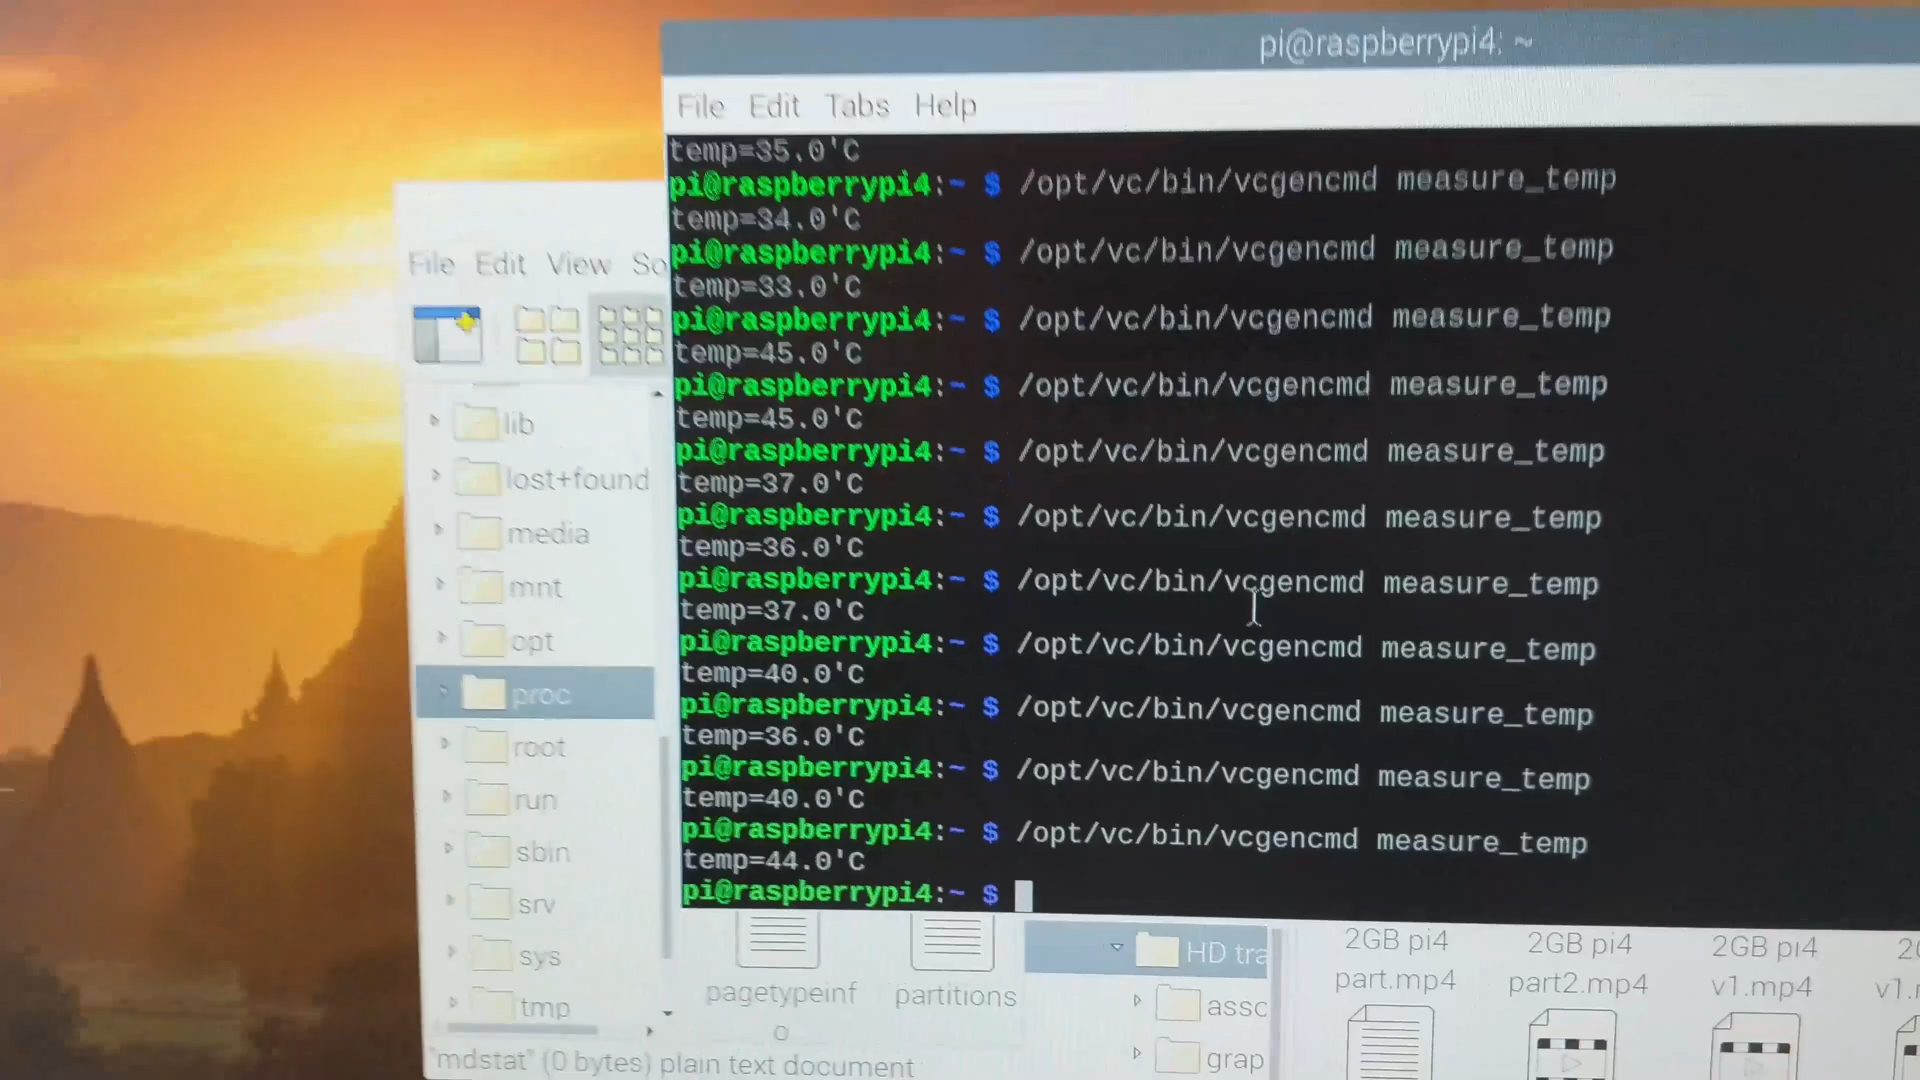 pi@raspberrypi4: ~
File Edit Tabs Help
temp=35.0'C
pi@raspberrypi4:~ $ /opt/vc/bin/vcgencmd measure_temp
temp=34.0'C
pi@raspberrypi4:~ $ /opt/vc/bin/vcgencmd measure_temp
temp=33.0'C
pi@raspberrypi4:~ $ /opt/vc/bin/vcgencmd measure_temp
temp=45.0'C
pi@raspberrypi4:~ $ /opt/vc/bin/vcgencmd measure_temp
temp=45.0'C
pi@raspberrypi4:~ $ /opt/vc/bin/vcgencmd measure_temp
temp=37.0'C
pi@raspberrypi4:~ $ /opt/vc/bin/vcgencmd measure_temp
temp=36.0'C
pi@raspberrypi4:~ $ /opt/vc/bin/vcgencmd measure_temp
temp=37.0'C
pi@raspberrypi4:~ $ /opt/vc/bin/vcgencmd measure_temp
temp=40.0'C
pi@raspberrypi4:~ $ /opt/vc/bin/vcgencmd measure_temp
temp=36.0'C
pi@raspberrypi4:~ $ /opt/vc/bin/vcgencmd measure_temp
temp=40.0'C
pi@raspberrypi4:~ $ /opt/vc/bin/vcgencmd measure_temp
temp=44.0'C
pi@raspberrypi4:~ $
File Edit View So
lib
lost+found
media
mnt
opt
proc
root
run
sbin
srv
sys
tmp
"mdstat" (0 bytes) plain text document
pagetypeinf
o
partitions
HD tra
assc
grap
2GB pi4
part.mp4
2GB pi4
part2.mp4
2GB pi4
v1.mp4